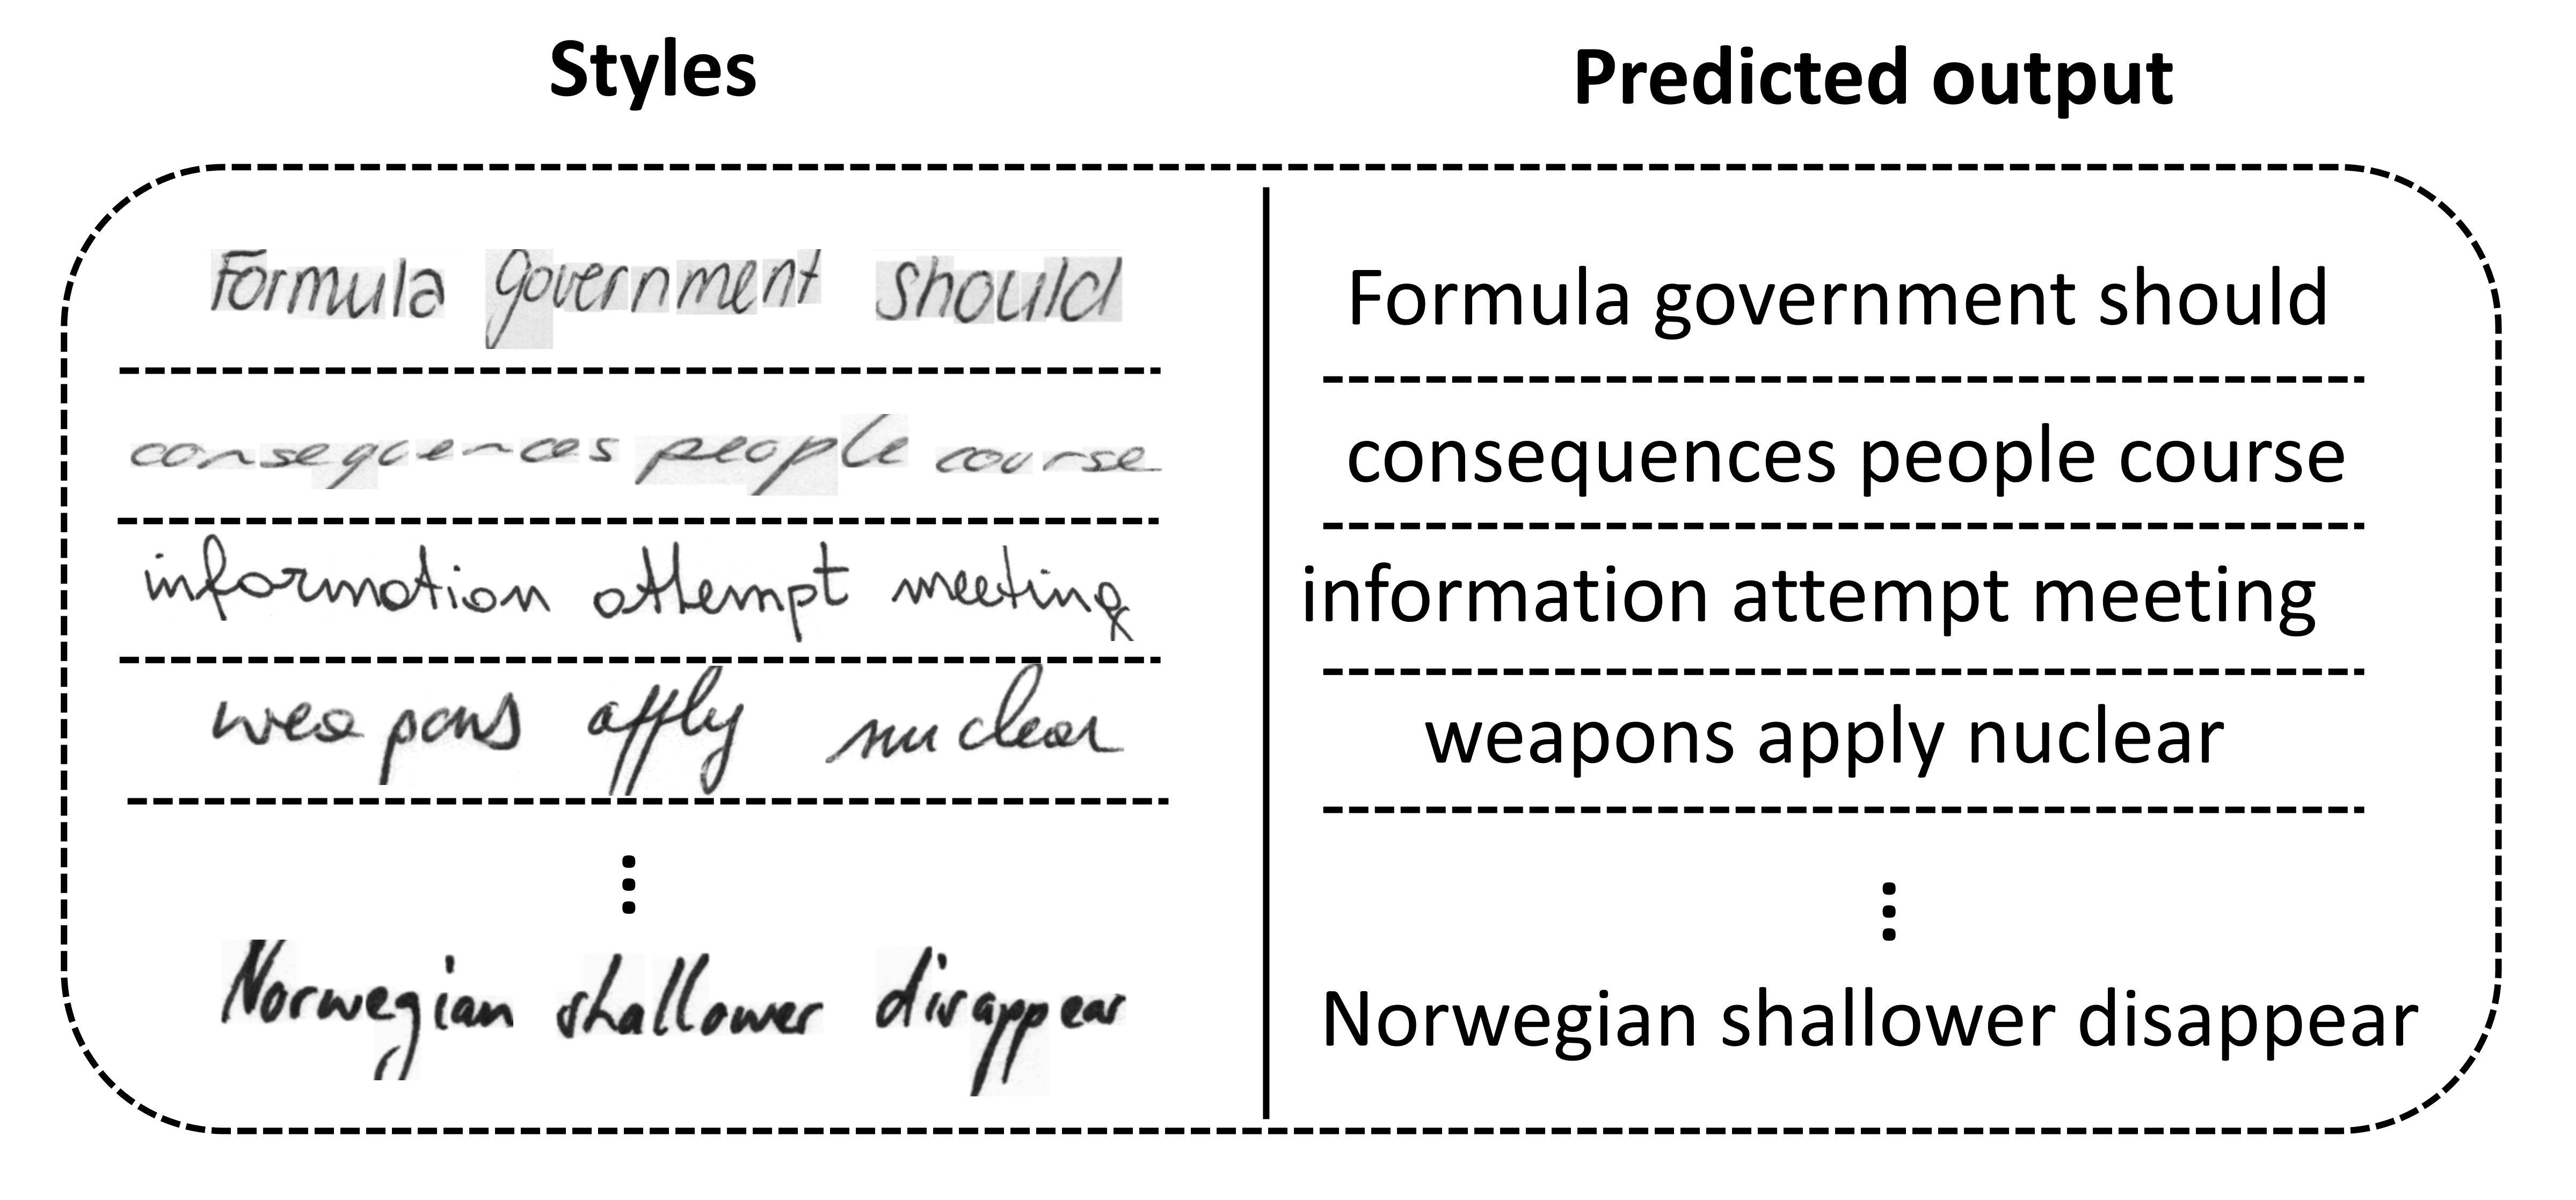 Styles Predicted output
Formula government should Formula government should
consequences people course consequences people course
information attempt meeting information attempt meeting
weapons apply nuclear weapons apply nuclear
Norwegian shallower disappear Norwegian shallower disappear